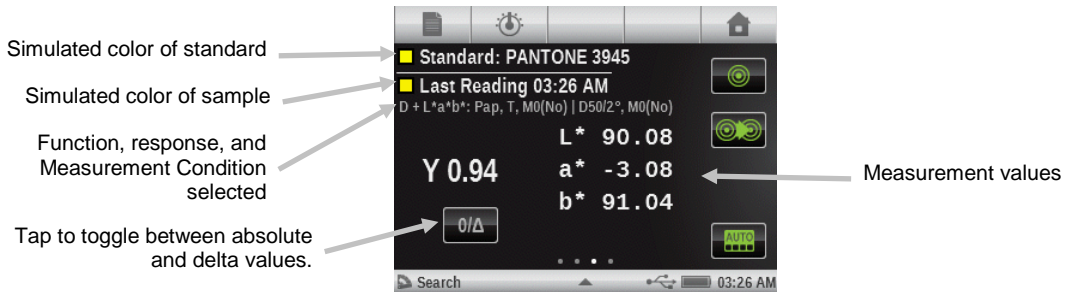 Simulated color of standard
Simulated color of sample
Function, response, and
Measurement Condition
selected
Tap to toggle between absolute
and delta values.
Standard: PANTONE 3945
Last Reading 03:26 AM
D + L*a*b*: Pap, T, M0(No) | D50/2°, M0(No)
Y 0.94
L* 90.08
a* -3.08
b* 91.04
0/Δ
AUTO
Search
03:26 AM
Measurement values